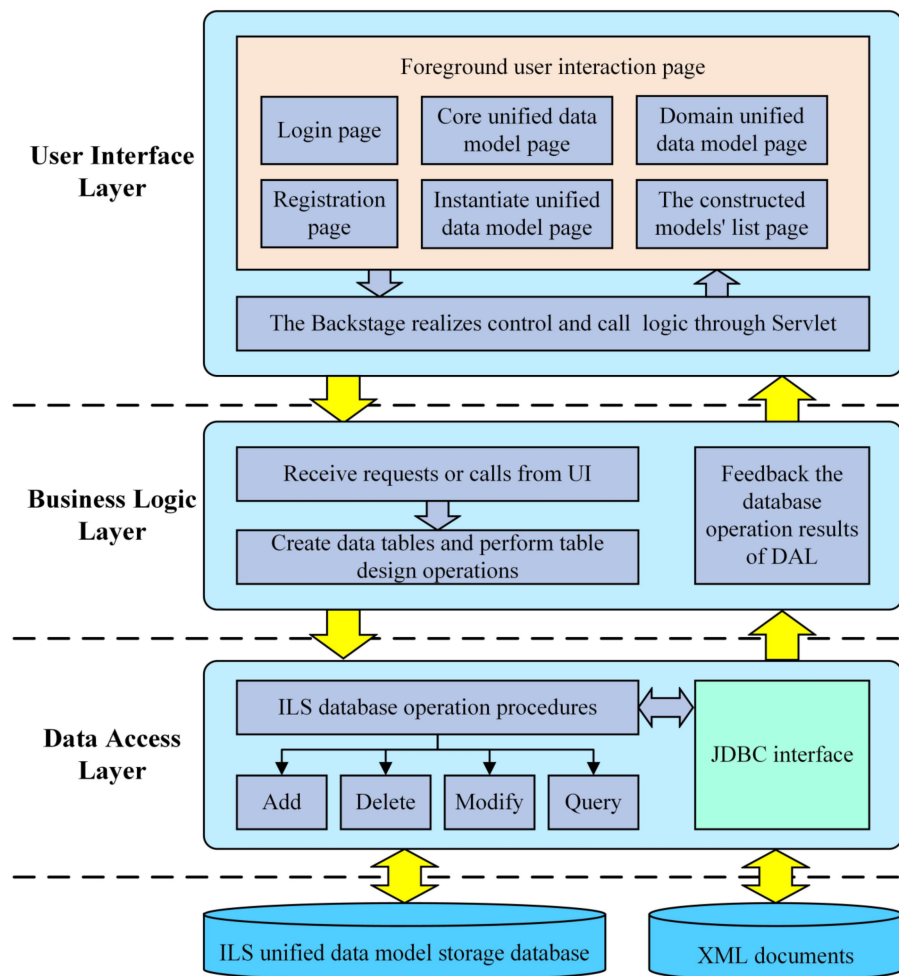 Foreground user interaction page
Login page
Core unified data
model page
Domain unified
data model page
User Interface
Layer
Registration
page
Instantiate unified
data model page
The constructed
models' list page
The Backstage realizes control and call logic through Servlet
Business Logic
Layer
Receive requests or calls from UI
Create data tables and perform table
design operations
Feedback the
database
operation results
of DAL
Data Access
Layer
ILS database operation procedures
Add
Delete
Modify
Query
JDBC interface
ILS unified data model storage database
XML documents